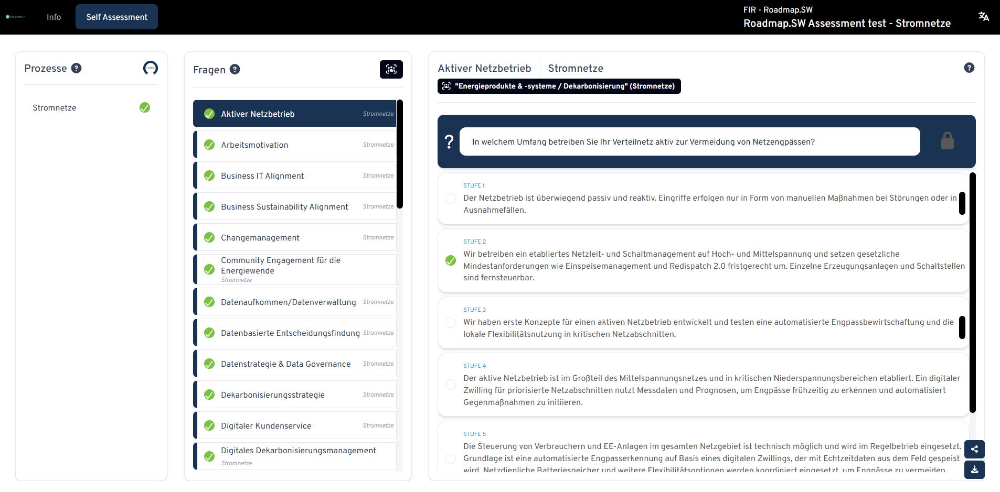 SW.Check✓
Info
Self Assessment
FIR - Roadmap.SW
Roadmap.SW Assessment test - Stromnetze
Prozesse ?
100%
Stromnetze
Fragen ?
Aktiver Netzbetrieb Stromnetze
Arbeitsmotivation Stromnetze
Business IT Alignment Stromnetze
Business Sustainability Alignment Stromnetze
Changemanagement Stromnetze
Community Engagement für die
Energiewende
Stromnetze
Datenaufkommen/Datenverwaltung Stromnetze
Datenbasierte Entscheidungsfindung Stromnetze
Datenstrategie & Data Governance Stromnetze
Dekarbonisierungsstrategie Stromnetze
Digitaler Kundenservice Stromnetze
Digitales Dekarbonisierungsmanagement
Stromnetze
Aktiver Netzbetrieb Stromnetze ?
"Energieprodukte & -systeme / Dekarbonisierung" (Stromnetze)
? In welchem Umfang betreiben Sie Ihr Verteilnetz aktiv zur Vermeidung von Netzengpässen?
STUFE 1
Der Netzbetrieb ist überwiegend passiv und reaktiv. Eingriffe erfolgen nur in Form von manuellen Maßnahmen bei Störungen oder in
Ausnahmefällen.
STUFE 2
Wir betreiben ein etabliertes Netzleit- und Schaltmanagement auf Hoch- und Mittelspannung und setzen gesetzliche
Mindestanforderungen wie Einspeisemanagement und Redispatch 2.0 fristgerecht um. Einzelne Erzeugungsanlagen und Schaltstellen
sind fernsteuerbar.
STUFE 3
Wir haben erste Konzepte für einen aktiven Netzbetrieb entwickelt und testen eine automatisierte Engpassbewirtschaftung und die
lokale Flexibilitätsnutzung in kritischen Netzabschnitten.
STUFE 4
Der aktive Netzbetrieb ist im Großteil des Mittelspannungsnetzes und in kritischen Niederspannungsbereichen etabliert. Ein digitaler
Zwilling für priorisierte Netzabschnitten nutzt Messdaten und Prognosen, um Engpässe frühzeitig zu erkennen und automatisiert
Gegenmaßnahmen zu initiieren.
STUFE 5
Die Steuerung von Verbrauchern und EE-Anlagen im gesamten Netzgebiet ist technisch möglich und wird im Regelbetrieb eingesetzt.
Grundlage ist eine automatisierte Engpasserkennung auf Basis eines digitalen Zwillings, der mit Echtzeitdaten aus dem Feld gespeist
wird. Netzdienliche Batteriespeicher und weitere Flexibilitätsoptionen werden koordiniert eingesetzt, um Engpässe zu vermeiden.